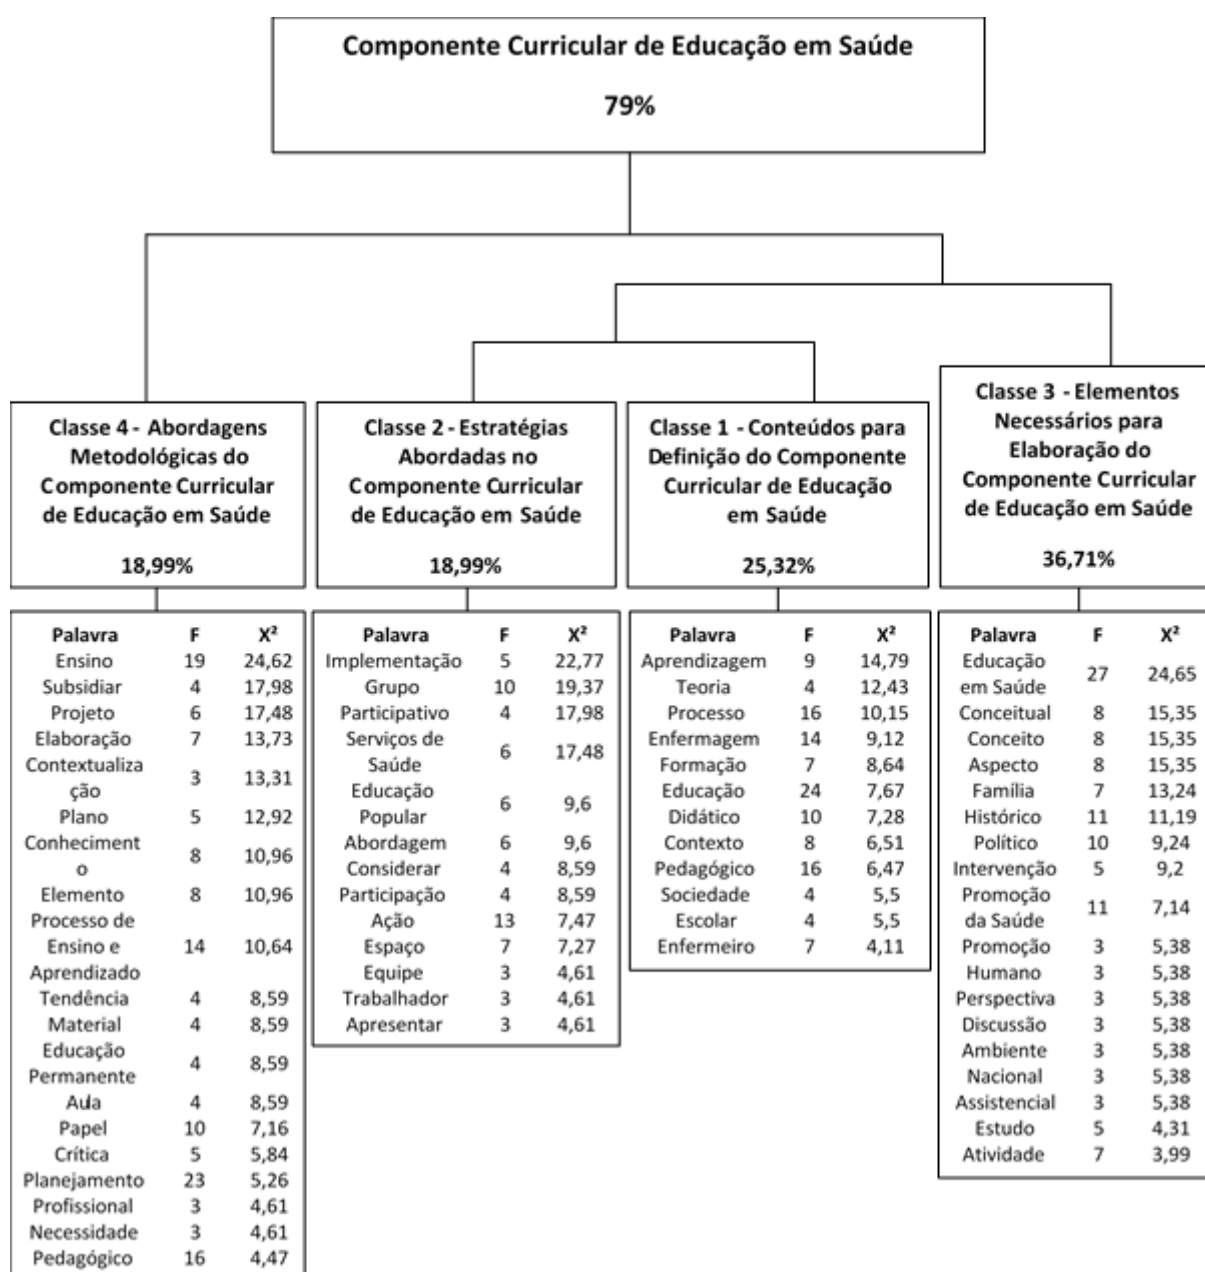 Componente Curricular de Educação em Saúde
79%
Classe 4 - Abordagens
Metodológicas do
Componente Curricular
de Educação em Saúde
18,99%
Palavra F X²
Ensino 19 24,62
Subsidiar 4 17,98
Projeto 6 17,48
Elaboração 7 13,73
Contextualiza
ção 3 13,31
Plano 5 12,92
Conheciment
o 8 10,96
Elemento 8 10,96
Processo de
Ensino e 14 10,64
Aprendizado
Tendência 4 8,59
Material 4 8,59
Educação
Permanente 4 8,59
Aula 4 8,59
Papel 10 7,16
Crítica 5 5,84
Planejamento 23 5,26
Profissional 3 4,61
Necessidade 3 4,61
Pedagógico 16 4,47
Classe 2 - Estratégias
Abordadas no
Componente Curricular
de Educação em Saúde
18,99%
Palavra F X²
Implementação 5 22,77
Grupo 10 19,37
Participativo 4 17,98
Serviços de
Saúde 6 17,48
Educação
Popular 6 9,6
Abordagem 6 9,6
Considerar 4 8,59
Participação 4 8,59
Ação 13 7,47
Espaço 7 7,27
Equipe 3 4,61
Trabalhador 3 4,61
Apresentar 3 4,61
Classe 1 - Conteúdos para
Definição do Componente
Curricular de Educação
em Saúde
25,32%
Palavra F X²
Aprendizagem 9 14,79
Teoria 4 12,43
Processo 16 10,15
Enfermagem 14 9,12
Formação 7 8,64
Educação 24 7,67
Didático 10 7,28
Contexto 8 6,51
Pedagógico 16 6,47
Sociedade 4 5,5
Escolar 4 5,5
Enfermeiro 7 4,11
Classe 3 - Elementos
Necessários para
Elaboração do
Componente Curricular
de Educação em Saúde
36,71%
Palavra F X²
Educação
em Saúde 27 24,65
Conceitual 8 15,35
Conceito 8 15,35
Aspecto 8 15,35
Família 7 13,24
Histórico 11 11,19
Político 10 9,24
Intervenção 5 9,2
Promoção
da Saúde 11 7,14
Promoção 3 5,38
Humano 3 5,38
Perspectiva 3 5,38
Discussão 3 5,38
Ambiente 3 5,38
Nacional 3 5,38
Assistencial 3 5,38
Estudo 5 4,31
Atividade 7 3,99